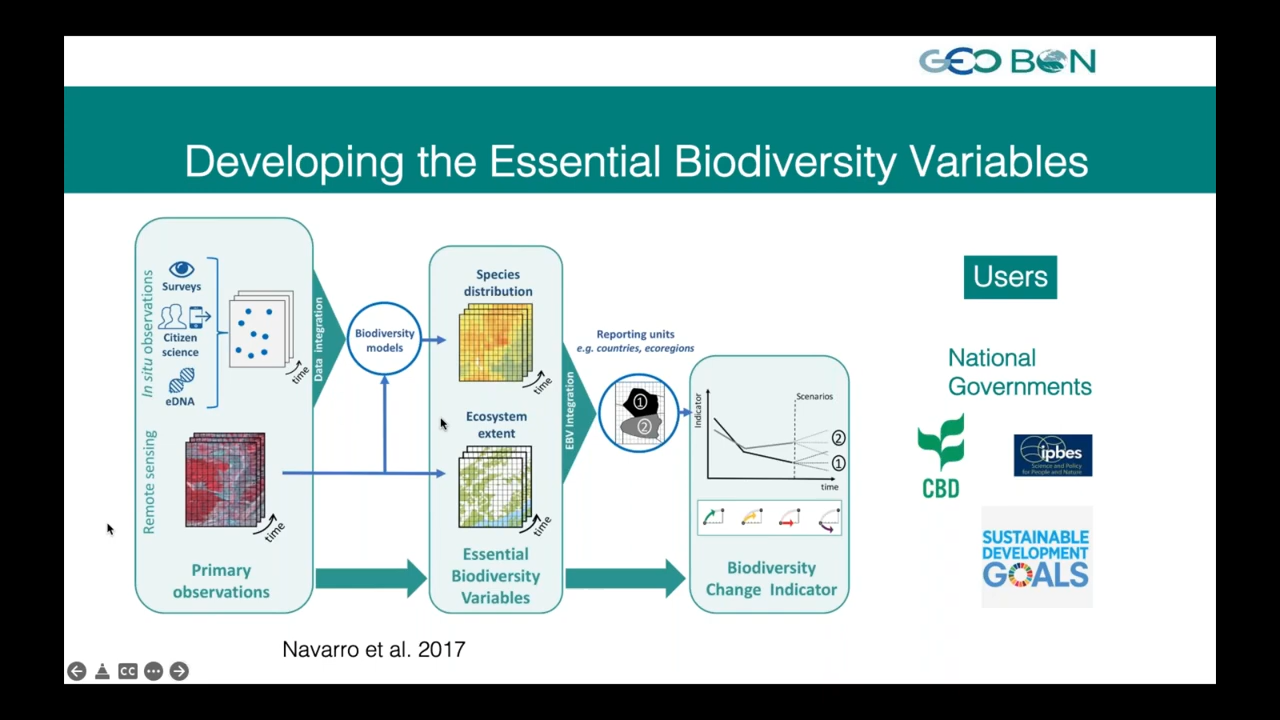 GEO BON
Developing the Essential Biodiversity Variables
In situ observations
Surveys
Citizen
science
eDNA
time
Remote sensing
time
Primary
observations
Data integration
Biodiversity
models
Species
distribution
time
Ecosystem
extent
time
Essential
Biodiversity
Variables
EBV Integration
Reporting units
e.g. countries, ecoregions
1
2
Indicator
Scenarios
2
1
time
Biodiversity
Change Indicator
Users
National
Governments
CBD
ipbes
Science and Policy
for People and Nature
SUSTAINABLE
DEVELOPMENT
GOALS
Navarro et al. 2017
CC